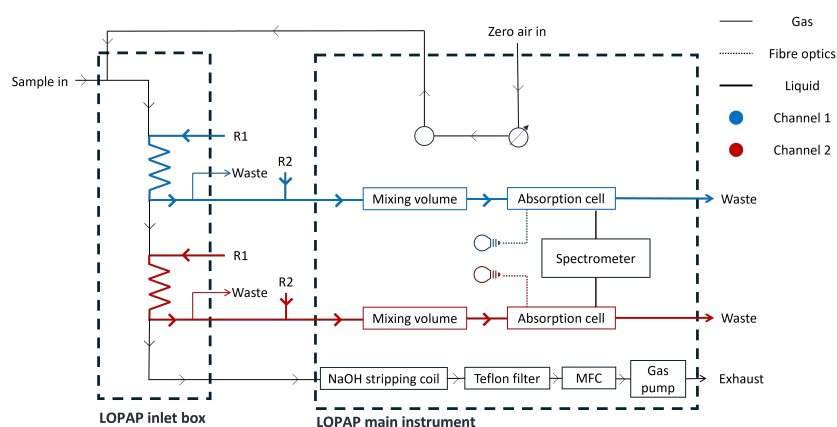 Zero air in
Gas
Fibre optics
Liquid
Channel 1
Channel 2
Sample in
R1
Waste
R2
Mixing volume
Absorption cell
Waste
Spectrometer
R1
Waste
R2
Mixing volume
Absorption cell
Waste
NaOH stripping coil
Teflon filter
MFC
Gas
pump
Exhaust
LOPAP inlet box
LOPAP main instrument